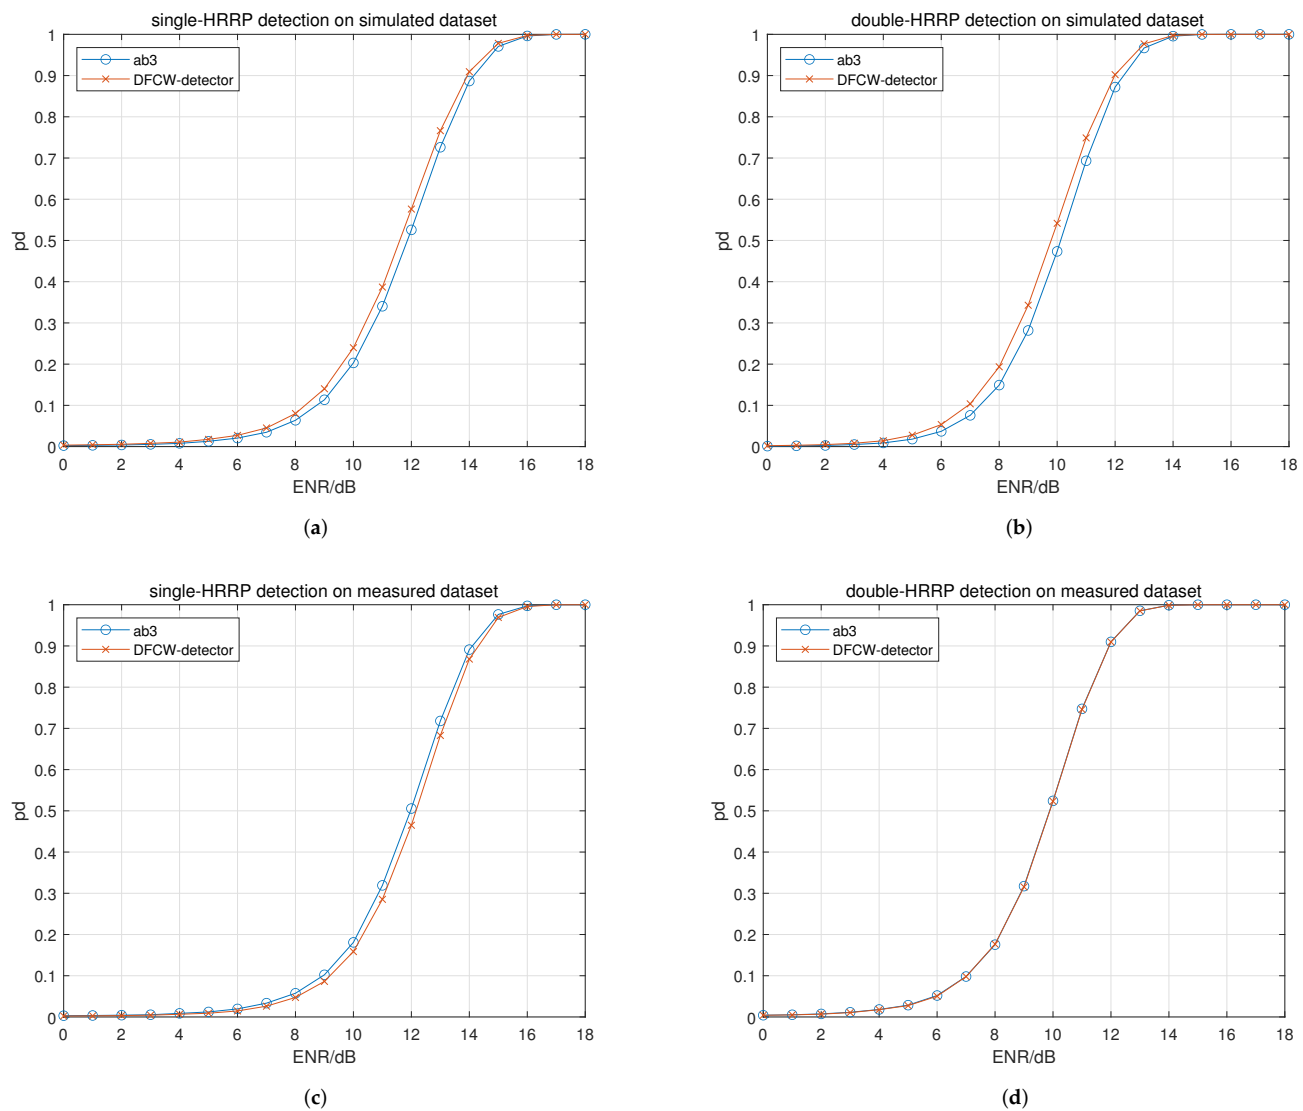 single-HRRP detection on simulated dataset
1
0.9
0.8
0.7
0.6
0.5
0.4
0.3
0.2
0.1
0
pd
ab3
DFCW-detector
0 2 4 6 8 10 12 14 16 18
ENR/dB
(a)
double-HRRP detection on simulated dataset
1
0.9
0.8
0.7
0.6
0.5
0.4
0.3
0.2
0.1
0
pd
ab3
DFCW-detector
0 2 4 6 8 10 12 14 16 18
ENR/dB
(b)
single-HRRP detection on measured dataset
1
0.9
0.8
0.7
0.6
0.5
0.4
0.3
0.2
0.1
0
pd
ab3
DFCW-detector
0 2 4 6 8 10 12 14 16 18
ENR/dB
(c)
double-HRRP detection on measured dataset
1
0.9
0.8
0.7
0.6
0.5
0.4
0.3
0.2
0.1
0
pd
ab3
DFCW-detector
0 2 4 6 8 10 12 14 16 18
ENR/dB
(d)